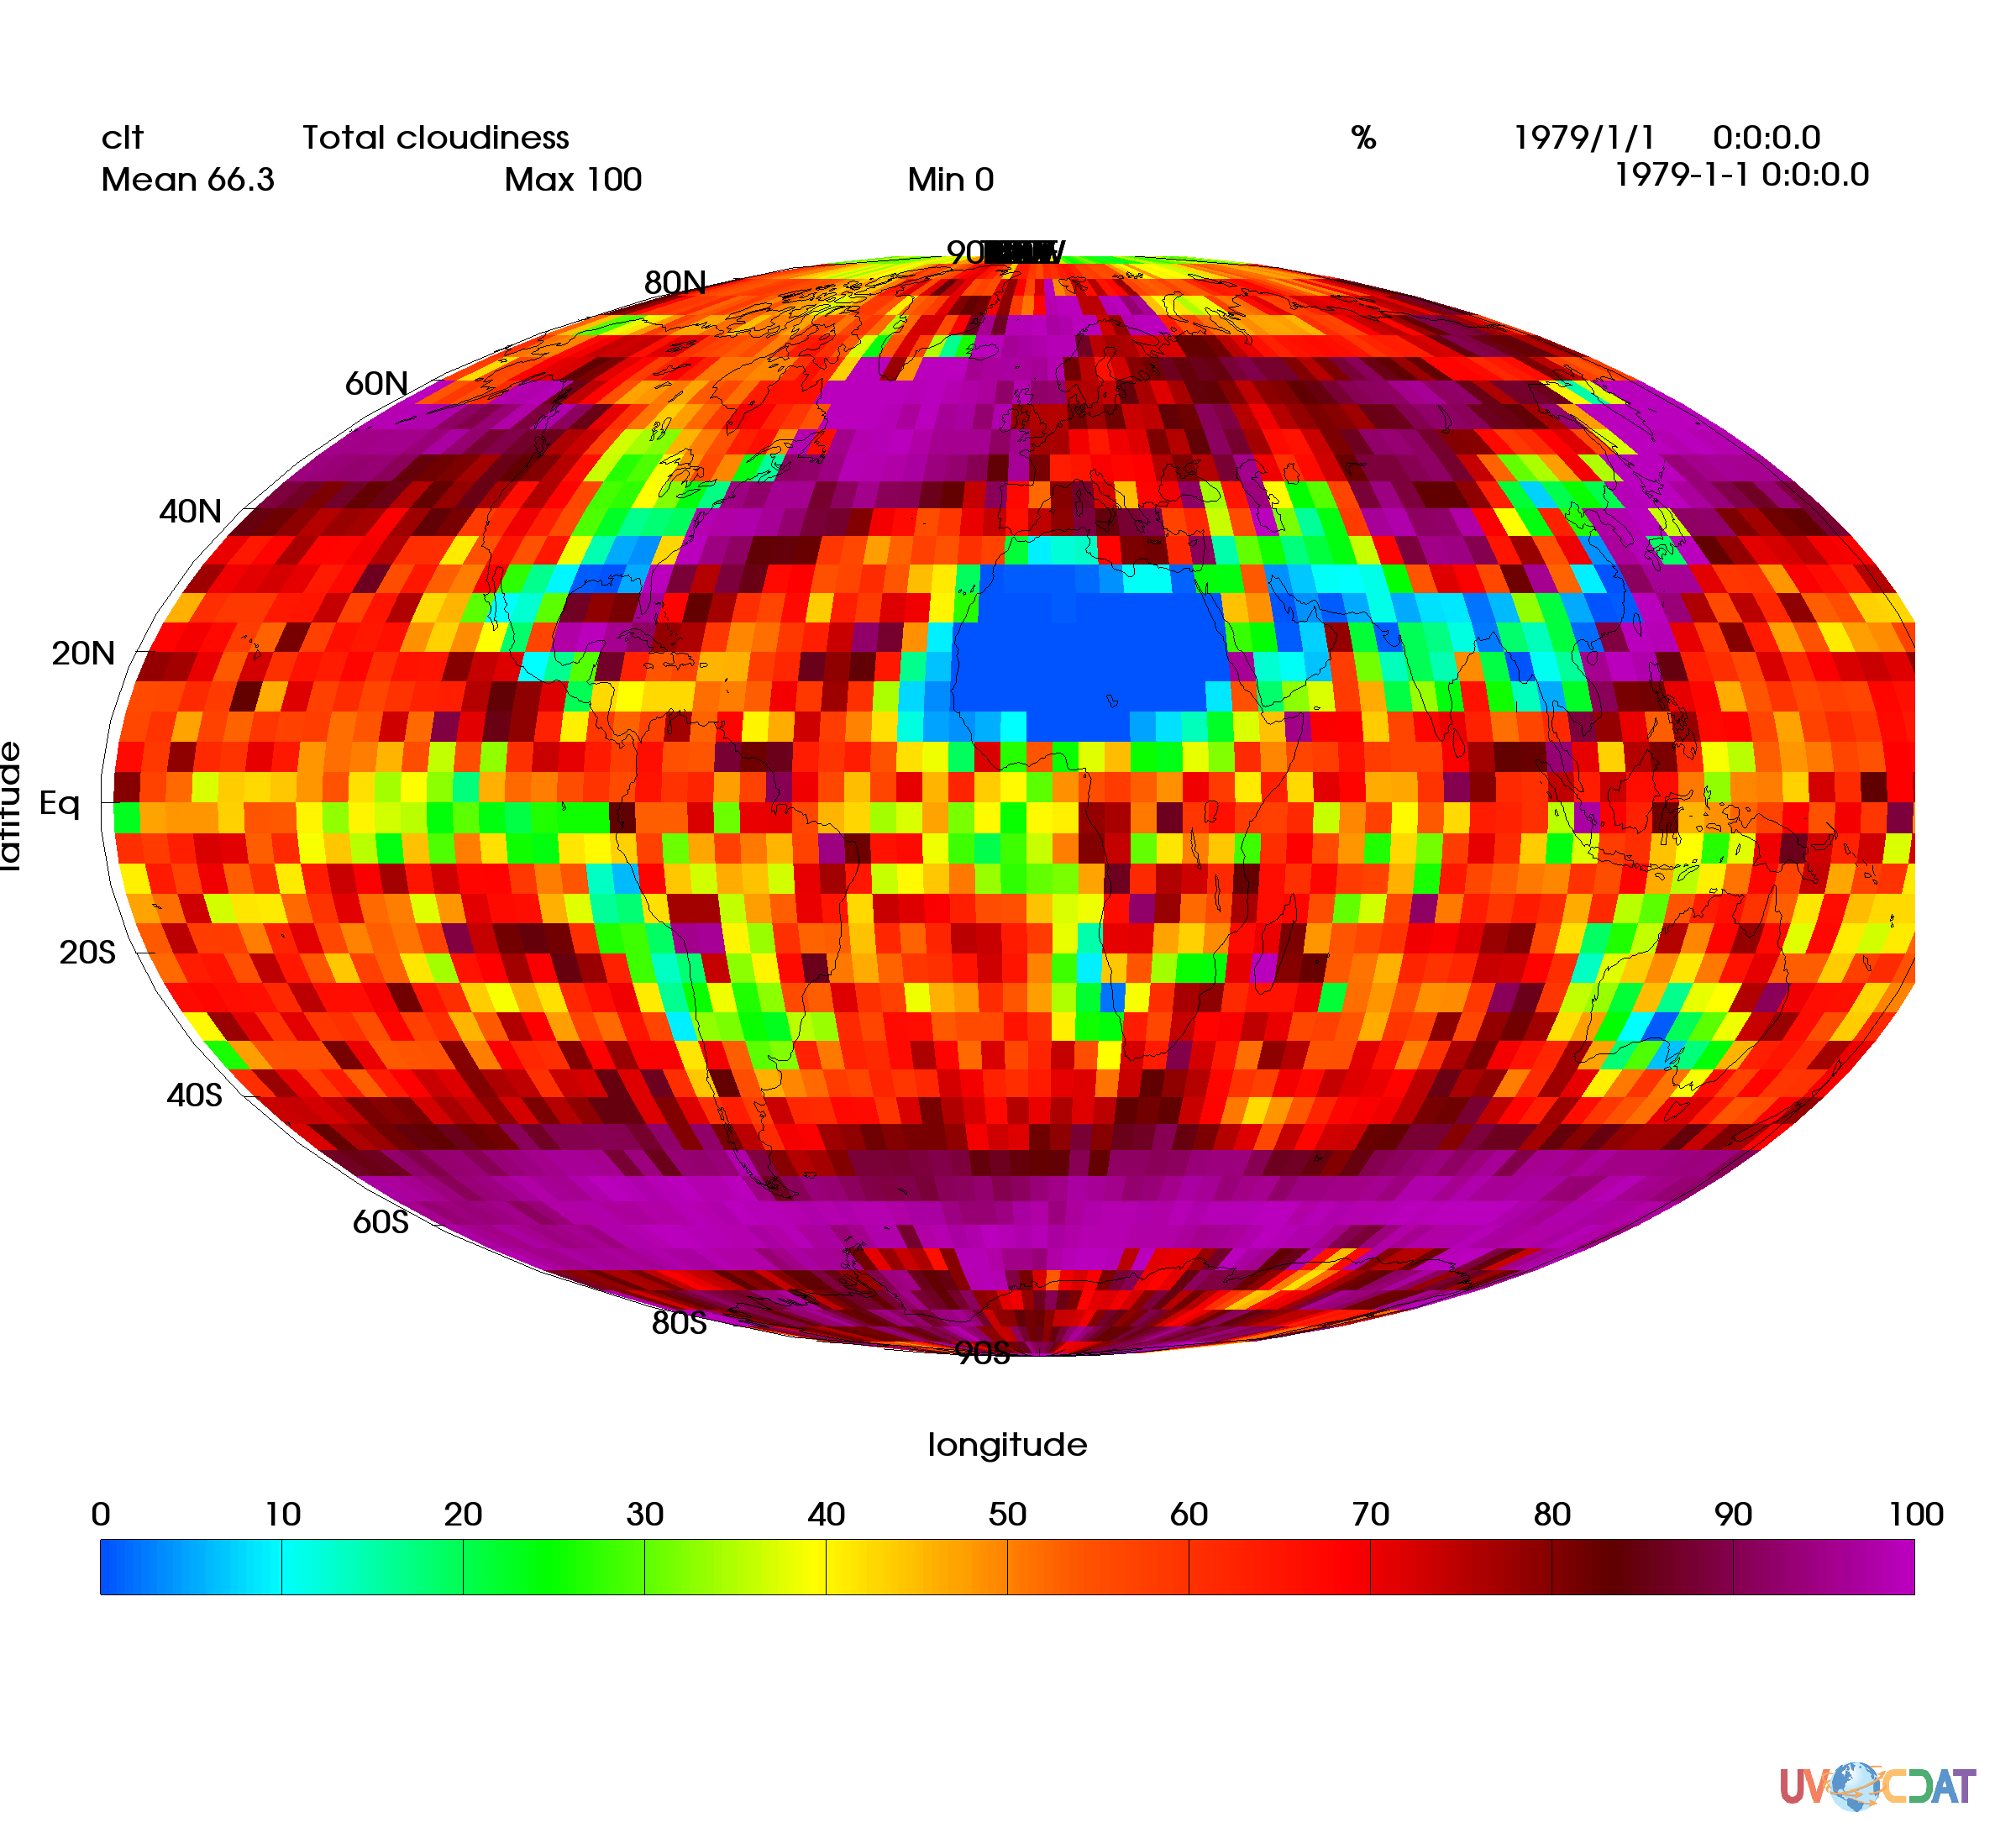 clt Total cloudiness % 1979/1/1 0:0:0.0
Mean 66.3 Max 100 Min 0 1979-1-1 0:0:0.0
80N
60N
40N
20N
latitude
Eq
20S
40S
60S
80S
90S
longitude
0 10 20 30 40 50 60 70 80 90 100
UVCDAT